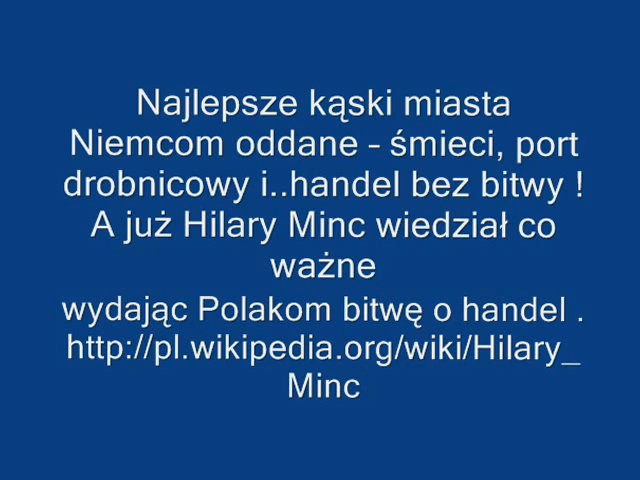 Najlepsze kąski miasta
Niemcom oddane – śmieci, port
drobnicowy i..handel bez bitwy !
A już Hilary Minc wiedział co
ważne
wydając Polakom bitwę o handel .
http://pl.wikipedia.org/wiki/Hilary_
Minc